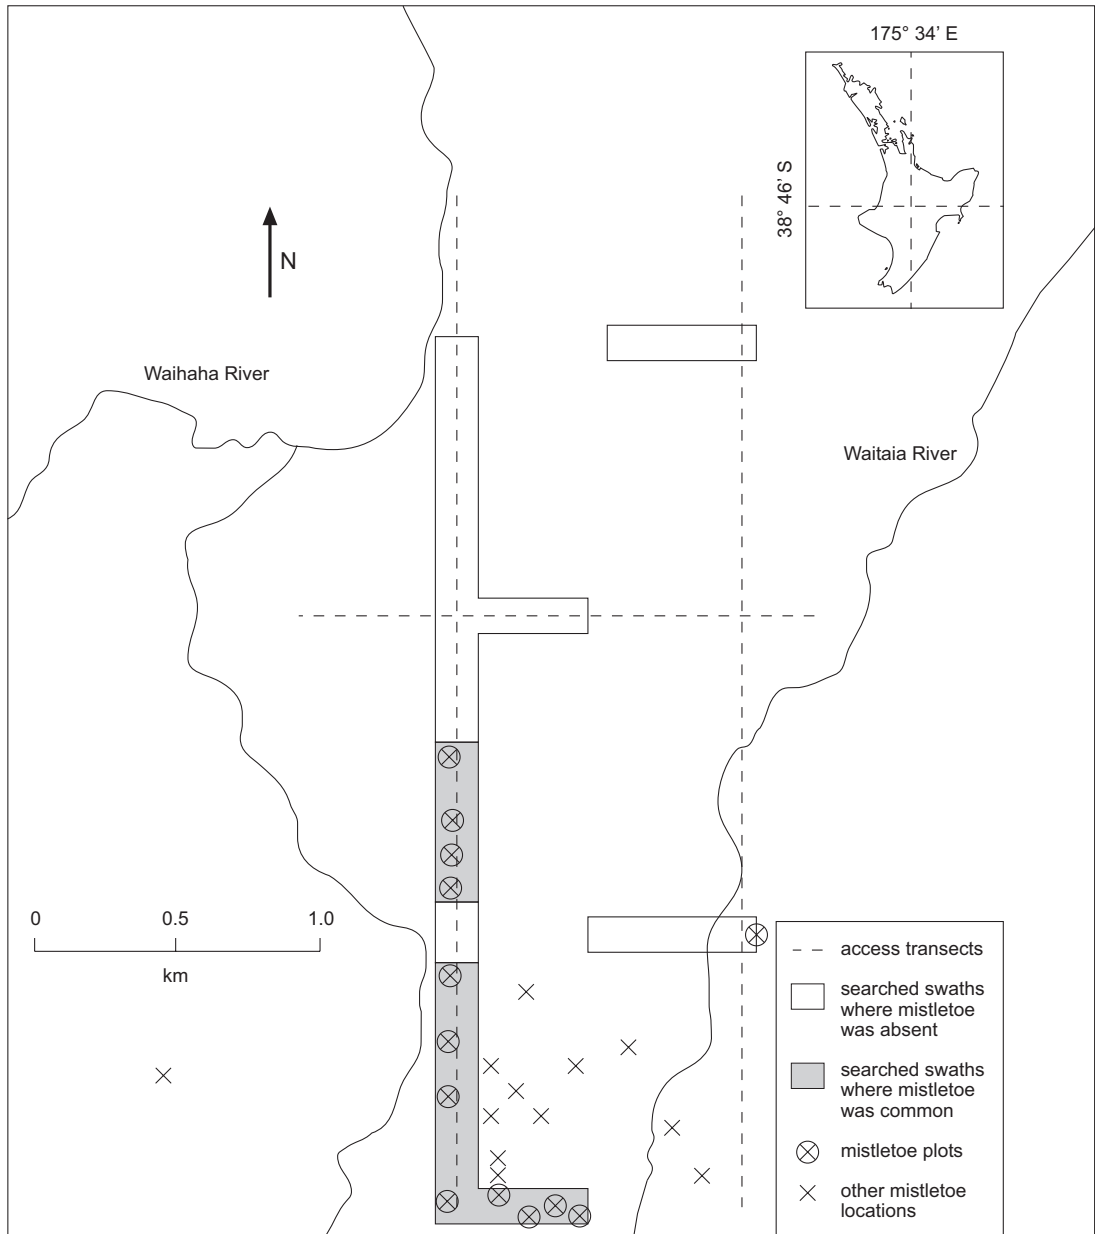 175° 34' E
38° 46' S
N
Waihaha River
Waitaia River
0 0.5 1.0
km
access transects
searched swaths
where mistletoe
was absent
searched swaths
where mistletoe
was common
mistletoe plots
other mistletoe
locations